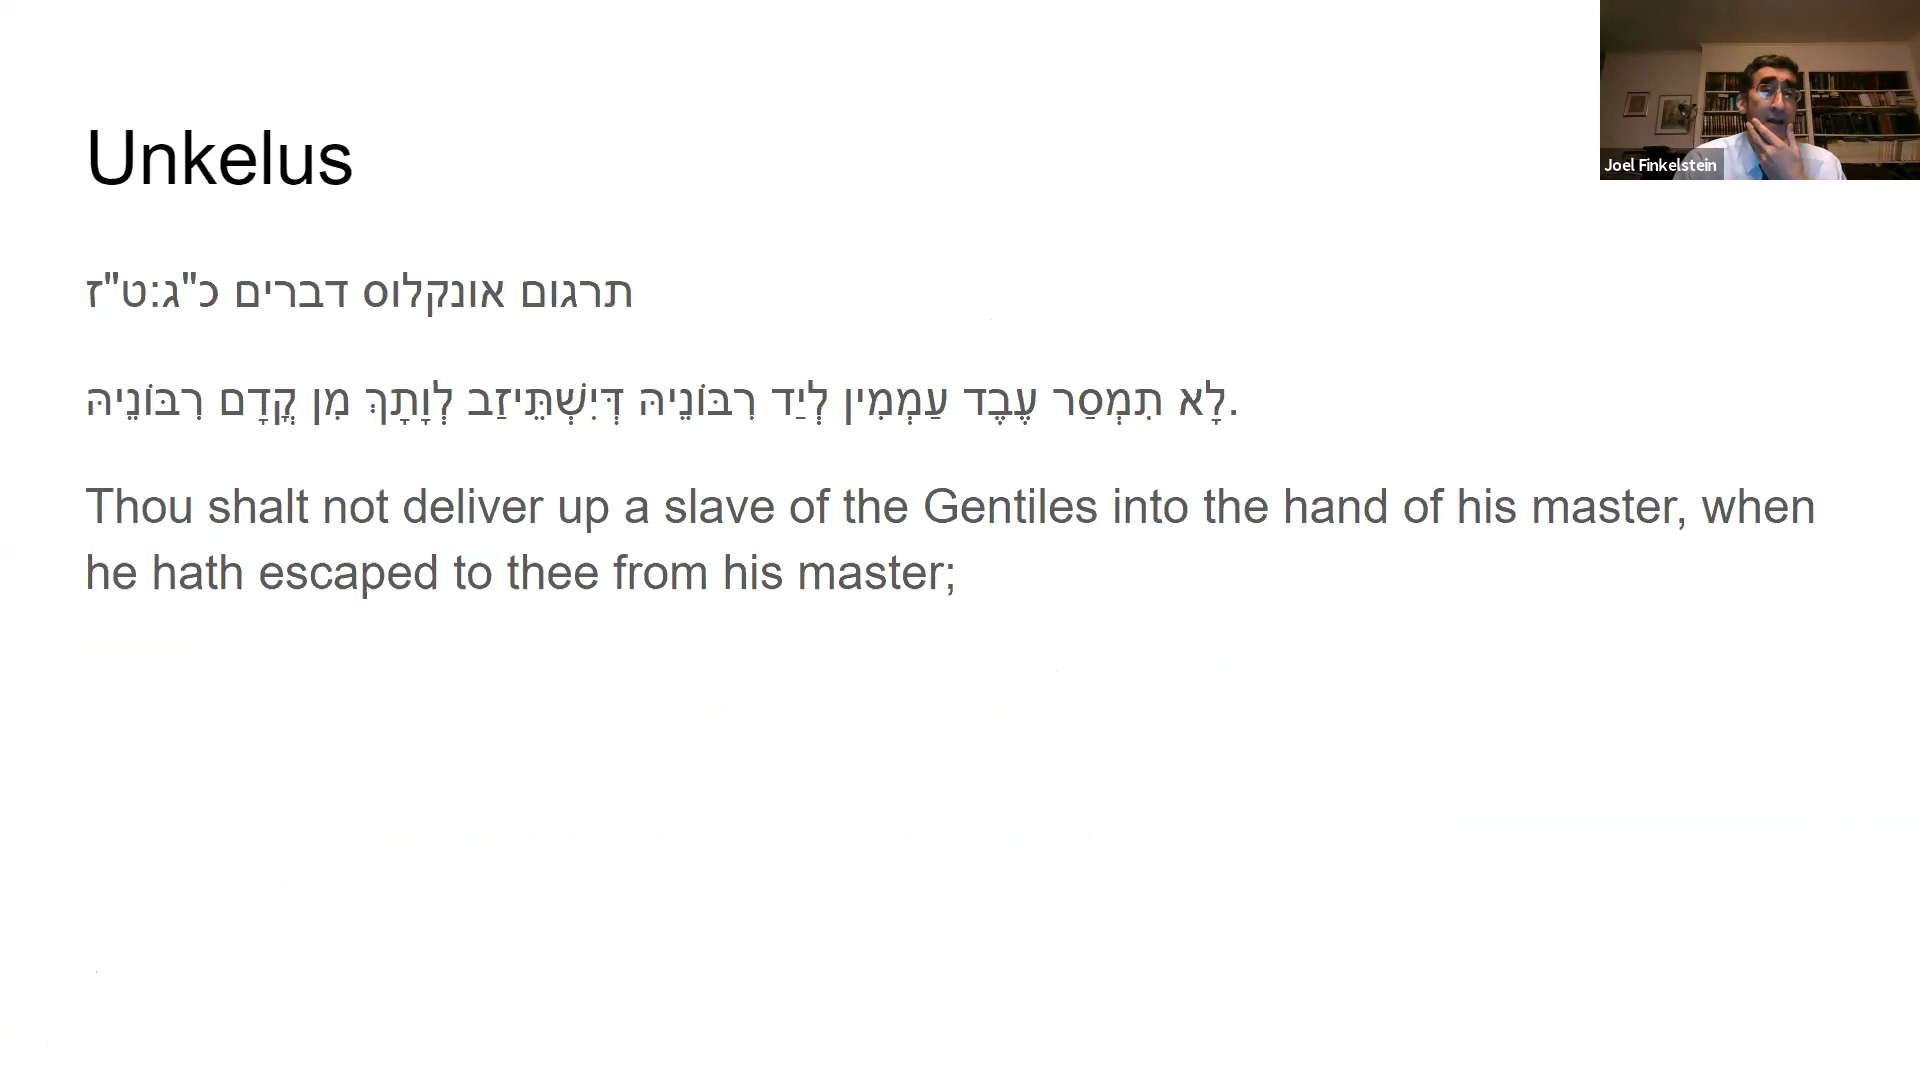 Unkelus
תרגום אונקלוס דברים כ"ג:ט"ז
לָא תִמְסַר עֶבֶד עַמְמִין לְיַד רִבּוֹנֵיהּ דְּיִשְׁתֵּיזַב לְוָתָךְ מִן קֳדָם רִבּוֹנֵיהּ.
Thou shalt not deliver up a slave of the Gentiles into the hand of his master, when
he hath escaped to thee from his master;
Joel Finkelstein